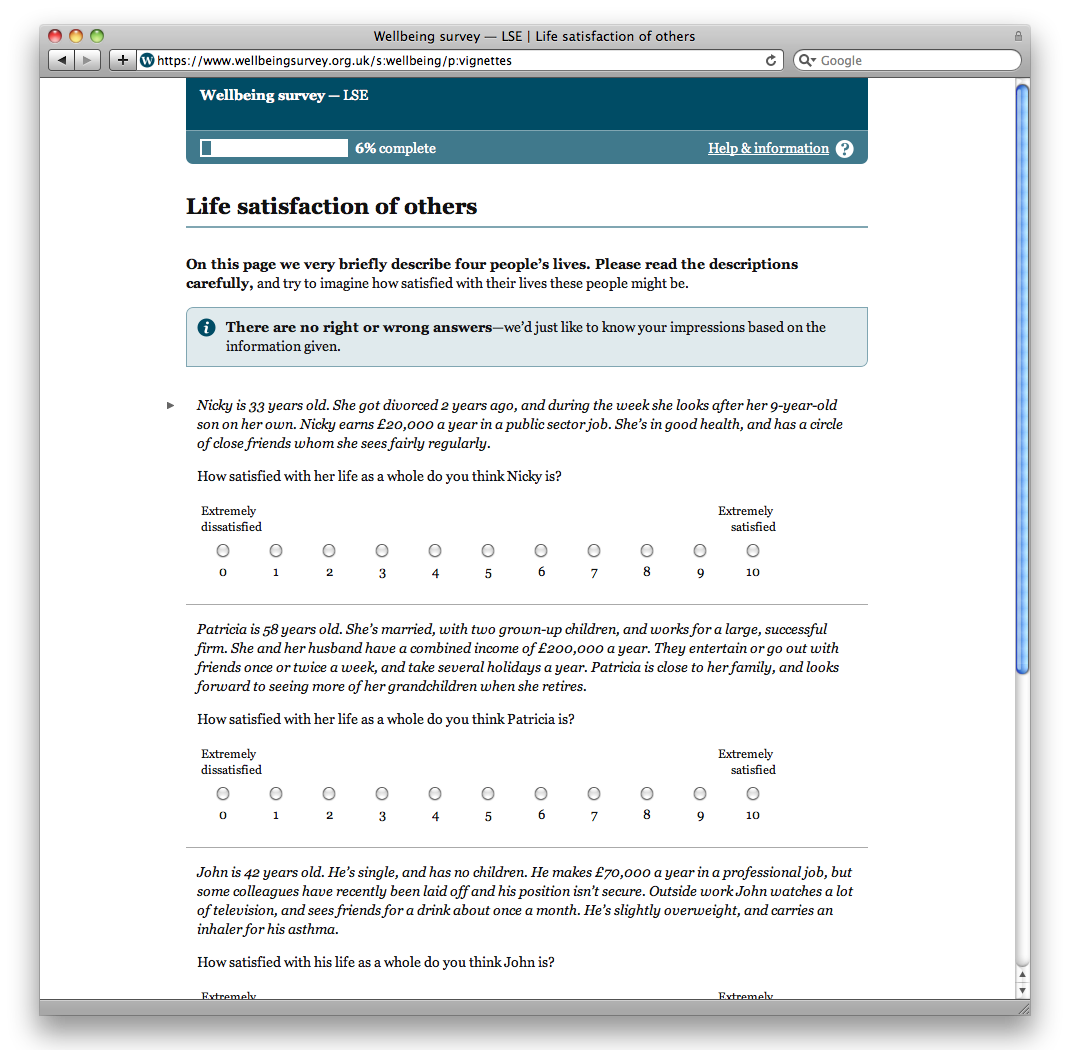 Wellbeing survey — LSE | Life satisfaction of others
https://www.wellbeingsurvey.org.uk/s:wellbeing/p:vignettes
Google
Wellbeing survey — LSE
6% complete
Help & information ?
Life satisfaction of others
On this page we very briefly describe four people’s lives. Please read the descriptions
carefully, and try to imagine how satisfied with their lives these people might be.
There are no right or wrong answers—we’d just like to know your impressions based on the
information given.
Nicky is 33 years old. She got divorced 2 years ago, and during the week she looks after her 9-year-old
son on her own. Nicky earns £20,000 a year in a public sector job. She’s in good health, and has a circle
of close friends whom she sees fairly regularly.
How satisfied with her life as a whole do you think Nicky is?
Extremely Extremely
dissatisfied satisfied
0 1 2 3 4 5 6 7 8 9 10
Patricia is 58 years old. She’s married, with two grown-up children, and works for a large, successful
firm. She and her husband have a combined income of £200,000 a year. They entertain or go out with
friends once or twice a week, and take several holidays a year. Patricia is close to her family, and looks
forward to seeing more of her grandchildren when she retires.
How satisfied with her life as a whole do you think Patricia is?
Extremely Extremely
dissatisfied satisfied
0 1 2 3 4 5 6 7 8 9 10
John is 42 years old. He’s single, and has no children. He makes £70,000 a year in a professional job, but
some colleagues have recently been laid off and his position isn’t secure. Outside work John watches a lot
of television, and sees friends for a drink about once a month. He’s slightly overweight, and carries an
inhaler for his asthma.
How satisfied with his life as a whole do you think John is?
Extremely Extremely